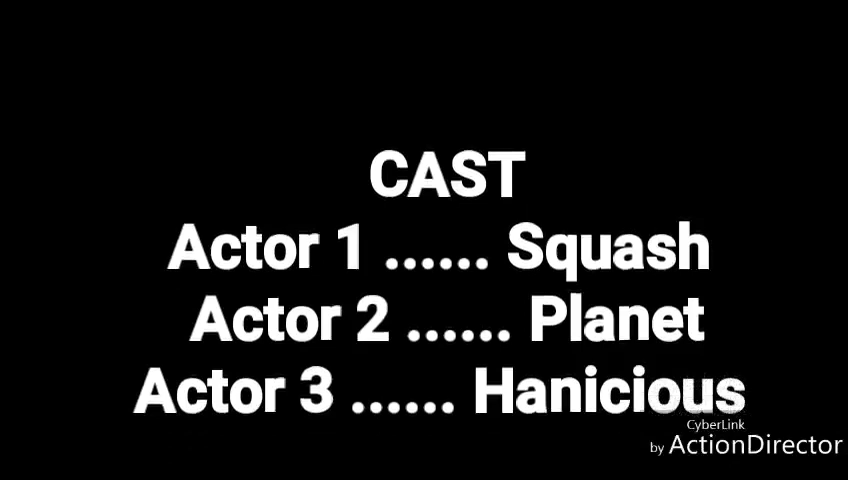 CAST
Actor 1 ...... Squash
Actor 2 ...... Planet
Actor 3 ...... Hanicious
CyberLink
by ActionDirector